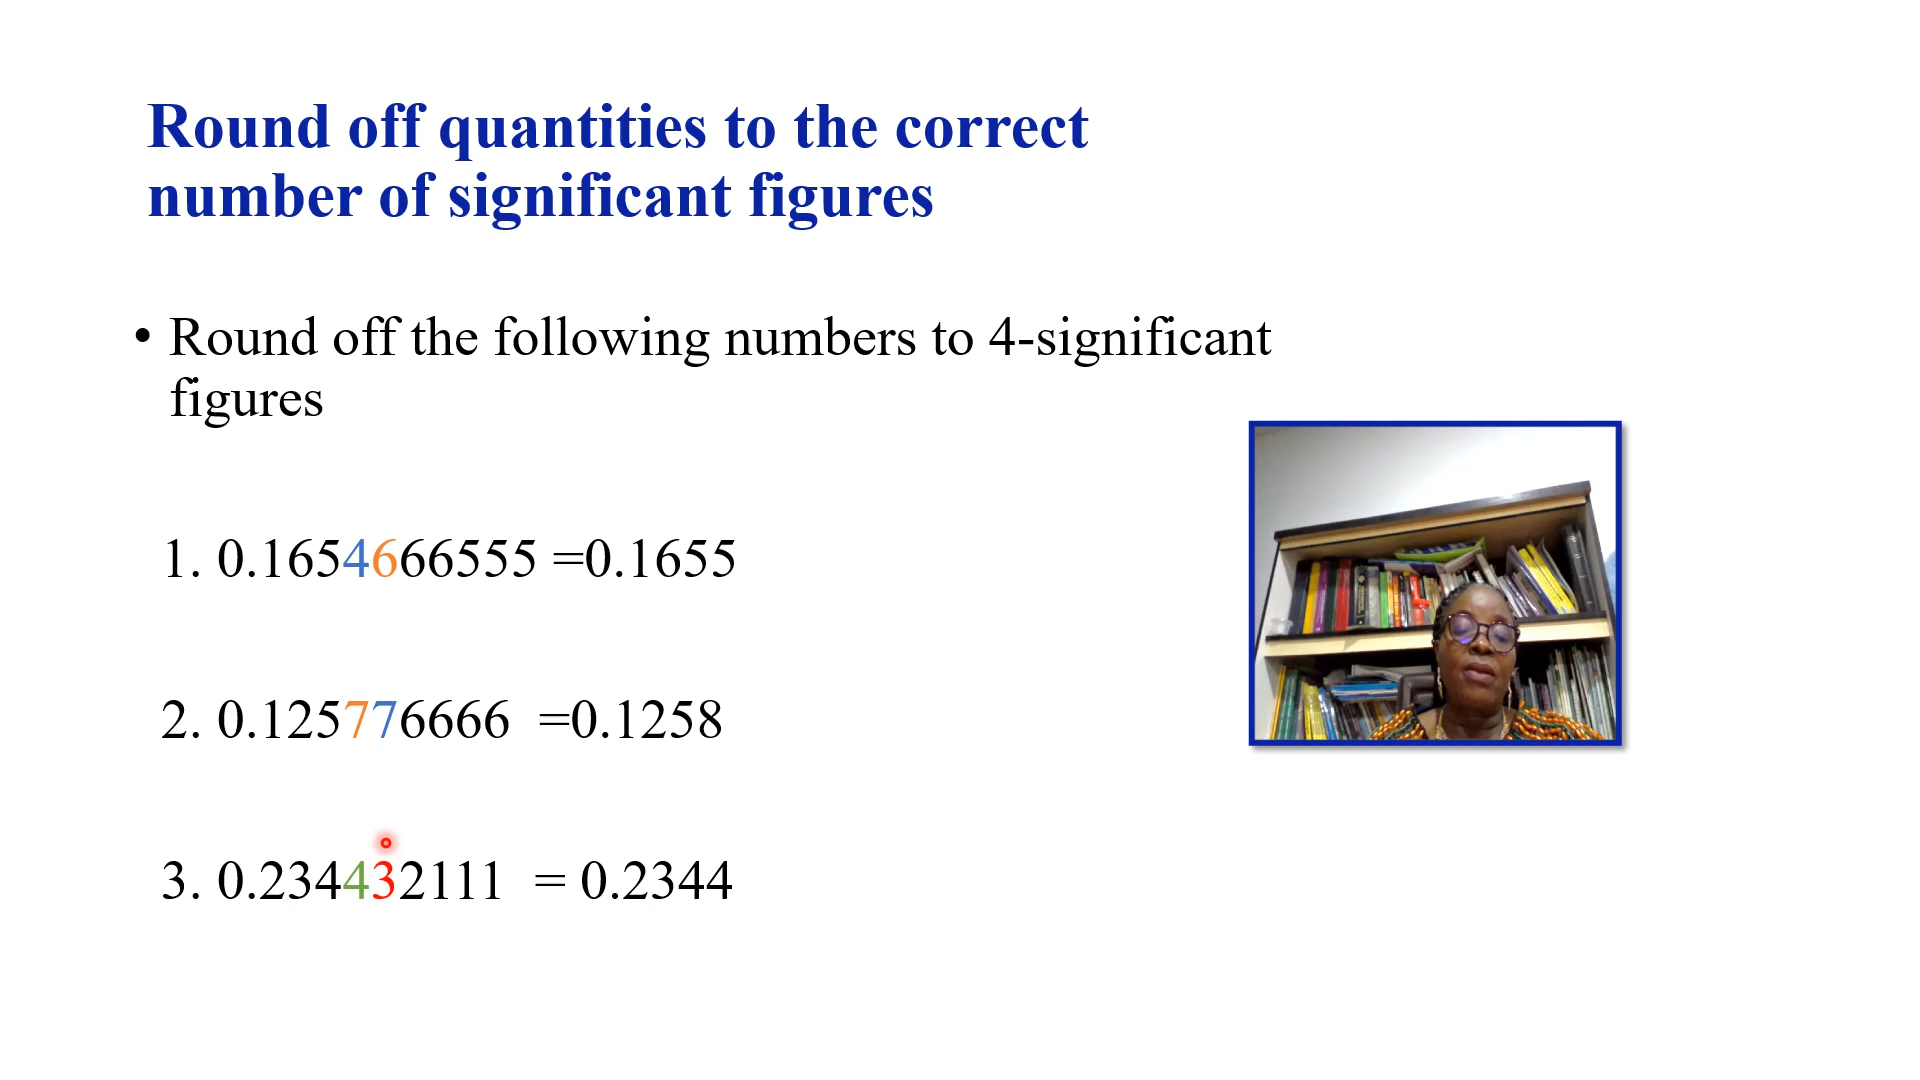 Round off quantities to the correct
number of significant figures
• Round off the following numbers to 4-significant
figures
1. 0.1654666555 =0.1655
2. 0.125776666 =0.1258
3. 0.234432111 = 0.2344